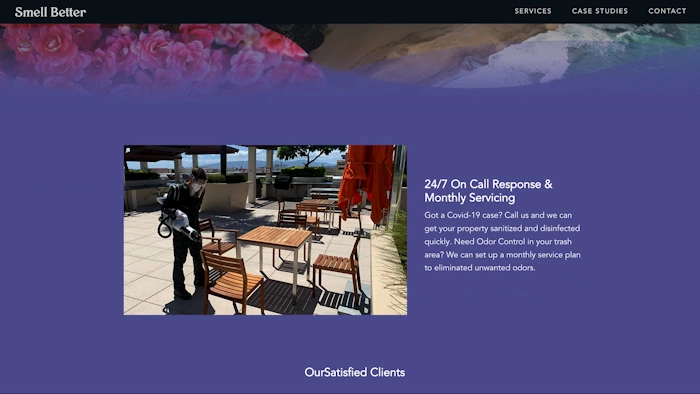 Smell Better
SERVICES CASE STUDIES CONTACT
24/7 On Call Response &
Monthly Servicing
Got a Covid-19 case? Call us and we can
get your property sanitized and disinfected
quickly. Need Odor Control in your trash
area? We can set up a monthly service plan
to eliminated unwanted odors.
OurSatisfied Clients